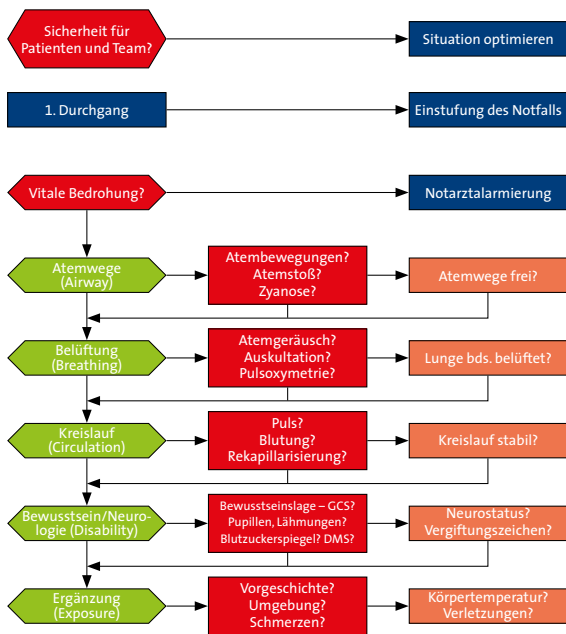 Sicherheit für
Patienten und Team?
Situation optimieren
1. Durchgang
Einstufung des Notfalls
Vitale Bedrohung?
Notarztalarmierung
Atemwege
(Airway)
Atembewegungen?
Atemstoß?
Zyanose?
Atemwege frei?
Belüftung
(Breathing)
Atemgeräusch?
Auskultation?
Pulsoxymetrie?
Lunge bds. belüftet?
Kreislauf
(Circulation)
Puls?
Blutung?
Rekapillarisierung?
Kreislauf stabil?
Bewusstsein/Neuro-
logie (Disability)
Bewusstseinslage – GCS?
Pupillen, Lähmungen?
Blutzuckerspiegel? DMS?
Neurostatus?
Vergiftungszeichen?
Ergänzung
(Exposure)
Vorgeschichte?
Umgebung?
Schmerzen?
Körpertemperatur?
Verletzungen?